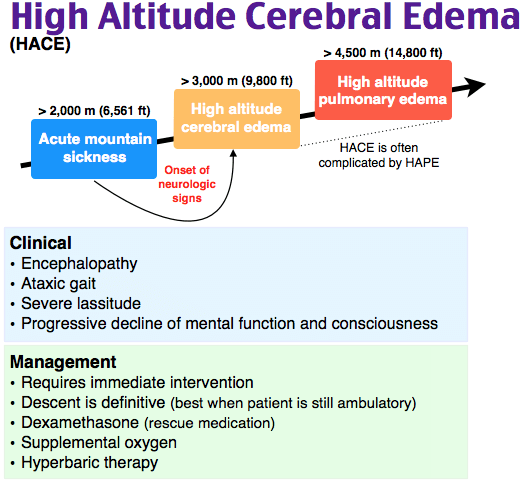 High Altitude Cerebral Edema
(HACE)
> 4,500 m (14,800 ft)
> 3,000 m (9,800 ft)
> 2,000 m (6,561 ft)
High altitude
pulmonary edema
High altitude
cerebral edema
Acute mountain
sickness
HACE is often
complicated by HAPE
Onset of
neurologic
signs
Clinical
• Encephalopathy
• Ataxic gait
• Severe lassitude
• Progressive decline of mental function and consciousness
Management
• Requires immediate intervention
• Descent is definitive (best when patient is still ambulatory)
• Dexamethasone (rescue medication)
• Supplemental oxygen
• Hyperbaric therapy